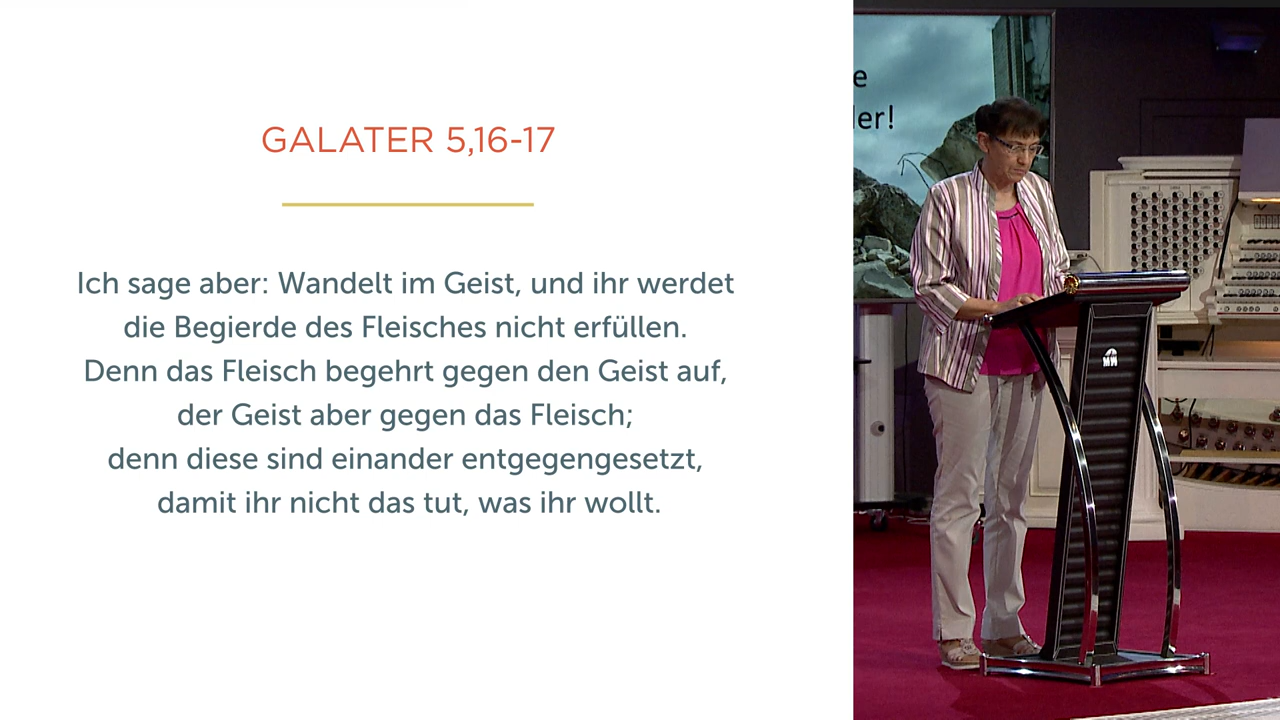 GALATER 5,16-17
Ich sage aber: Wandelt im Geist, und ihr werdet
die Begierde des Fleisches nicht erfüllen.
Denn das Fleisch begehrt gegen den Geist auf,
der Geist aber gegen das Fleisch;
denn diese sind einander entgegengesetzt,
damit ihr nicht das tut, was ihr wollt.
e
ler!
MW